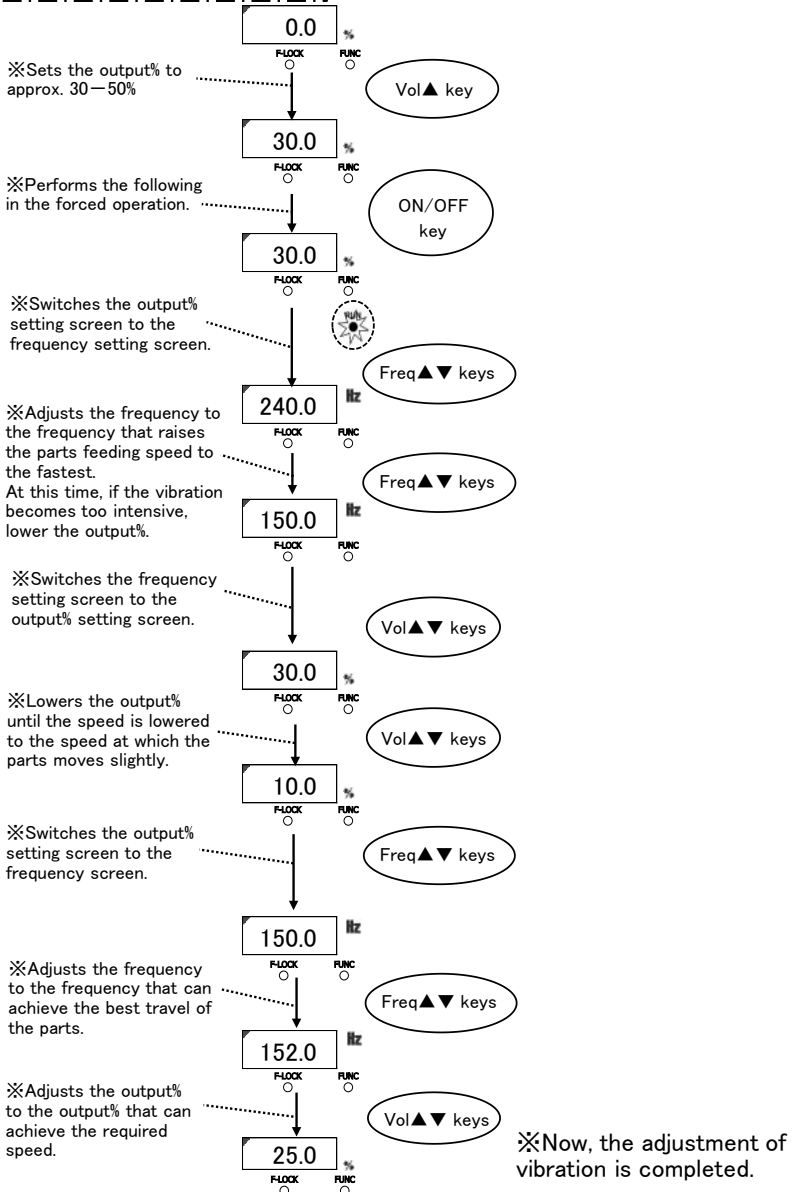 0.0 %
F-LOCK FUNC
※Sets the output% to
approx. 30－50%
Vol▲ key
30.0 %
F-LOCK FUNC
※Performs the following
in the forced operation.
ON/OFF
key
30.0 %
F-LOCK FUNC
RUN
※Switches the output%
setting screen to the
frequency setting screen.
Freq▲▼ keys
240.0 Hz
F-LOCK FUNC
※Adjusts the frequency to
the frequency that raises
the parts feeding speed to
the fastest.
At this time, if the vibration
becomes too intensive,
lower the output%.
Freq▲▼ keys
150.0 Hz
F-LOCK FUNC
※Switches the frequency
setting screen to the
output% setting screen.
Vol▲▼ keys
30.0 %
F-LOCK FUNC
※Lowers the output%
until the speed is lowered
to the speed at which the
parts moves slightly.
Vol▲▼ keys
10.0 %
F-LOCK FUNC
※Switches the output%
setting screen to the
frequency screen.
Freq▲▼ keys
150.0 Hz
F-LOCK FUNC
※Adjusts the frequency
to the frequency that can
achieve the best travel of
the parts.
Freq▲▼ keys
152.0 Hz
F-LOCK FUNC
※Adjusts the output%
to the output% that can
achieve the required
speed.
Vol▲▼ keys
25.0 %
F-LOCK FUNC
※Now, the adjustment of
vibration is completed.